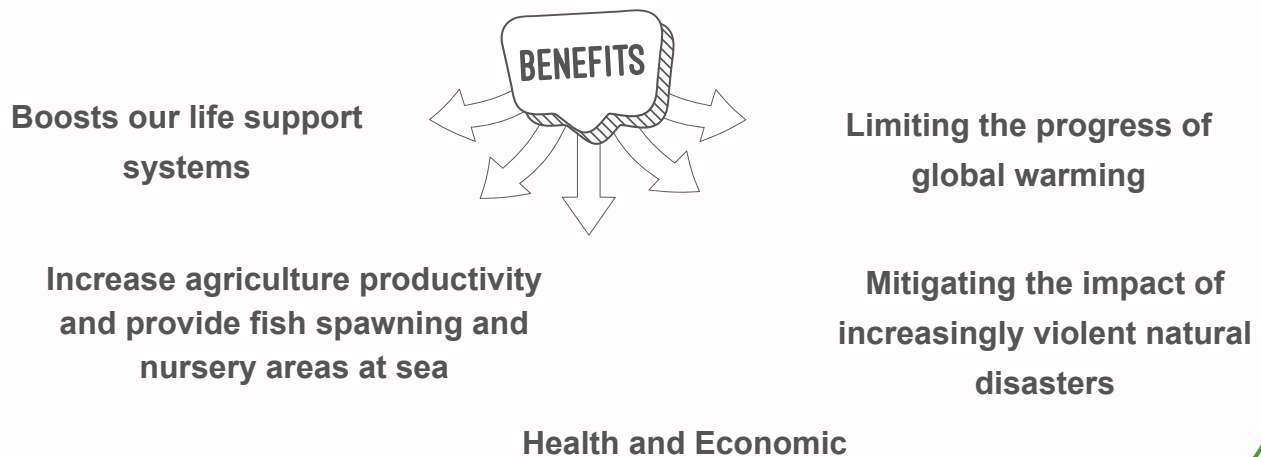 BENEFITS
Boosts our life support
systems
Limiting the progress of
global warming
Increase agriculture productivity
and provide fish spawning and
nursery areas at sea
Mitigating the impact of
increasingly violent natural
disasters
Health and Economic